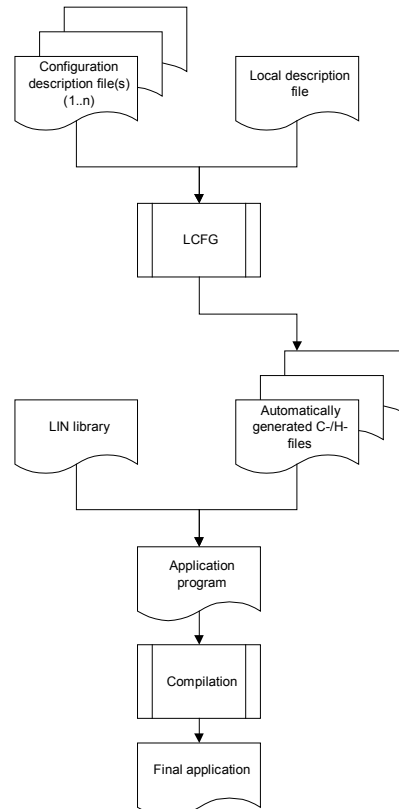 Configuration
description file(s)
(1..n)
Local description
file
LCFG
LIN library
Automatically
generated C-/H-
files
Application
program
Compilation
Final application